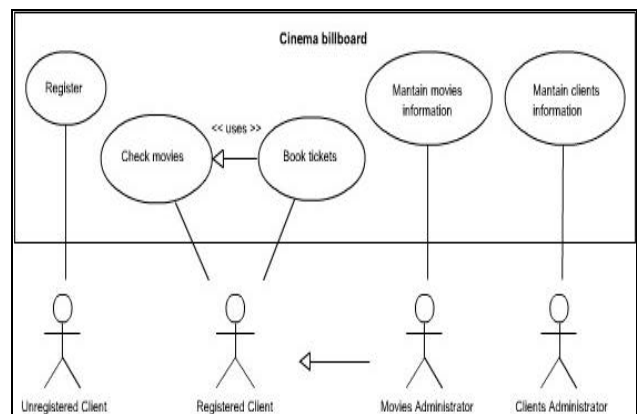 Cinema billboard
Register
Mantain movies
information
Mantain clients
information
<< uses >>
Check movies
Book tickets
Unregistered Client
Registered Client
Movies Administrator
Clients Administrator